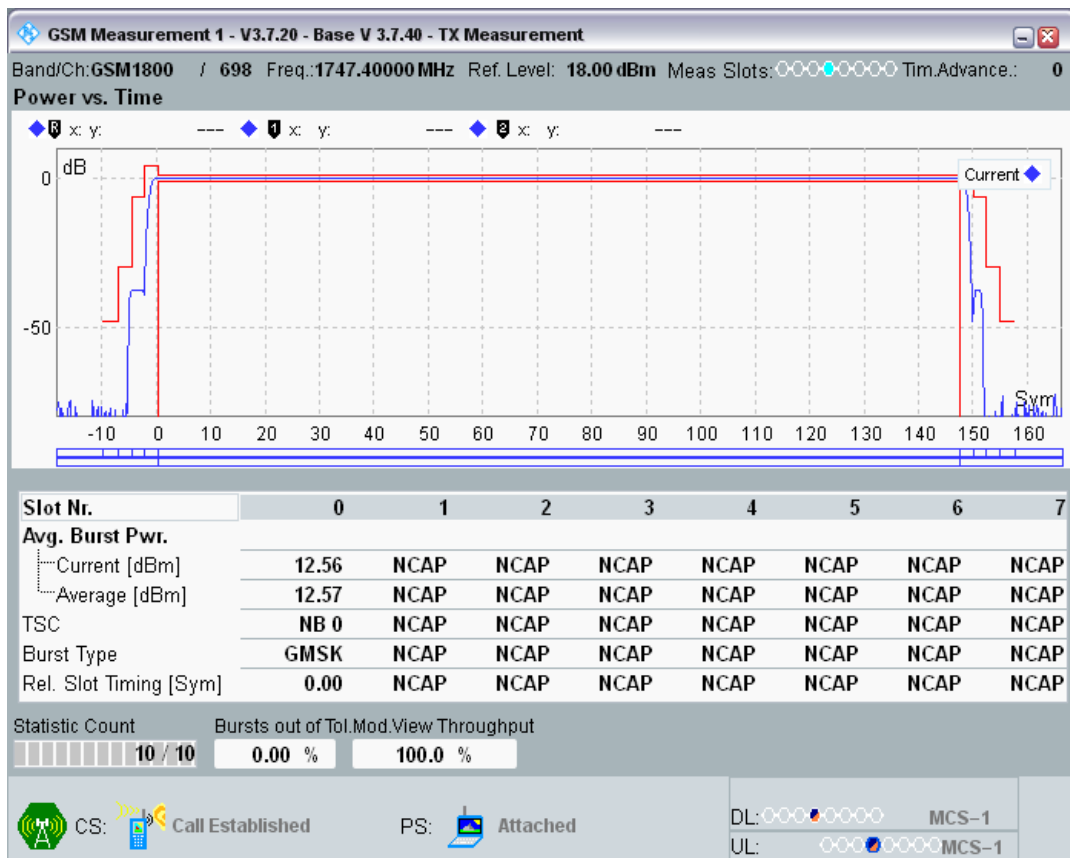 GSM Measurement 1 - V3.7.20 - Base V 3.7.40 - TX Measurement
Band/Ch:GSM1800 / 698 Freq.:1747.40000 MHz Ref. Level: 18.00 dBm Meas Slots: Tim.Advance.: 0
Power vs. Time
R x: y: --- 1 x: y: --- 2 x: y: ---
dB
Current
0
-50
Sym
-10 0 10 20 30 40 50 60 70 80 90 100 110 120 130 140 150 160
Slot Nr. 0 1 2 3 4 5 6 7
Avg. Burst Pwr.
Current [dBm] 12.56 NCAP NCAP NCAP NCAP NCAP NCAP NCAP
Average [dBm] 12.57 NCAP NCAP NCAP NCAP NCAP NCAP NCAP
TSC NB 0 NCAP NCAP NCAP NCAP NCAP NCAP NCAP
Burst Type GMSK NCAP NCAP NCAP NCAP NCAP NCAP NCAP
Rel. Slot Timing [Sym] 0.00 NCAP NCAP NCAP NCAP NCAP NCAP NCAP
Statistic Count Bursts out of Tol. Mod.View Throughput
10 / 10 0.00 % 100.0 %
CS: Call Established PS: Attached
DL: MCS-1
UL: MCS-1